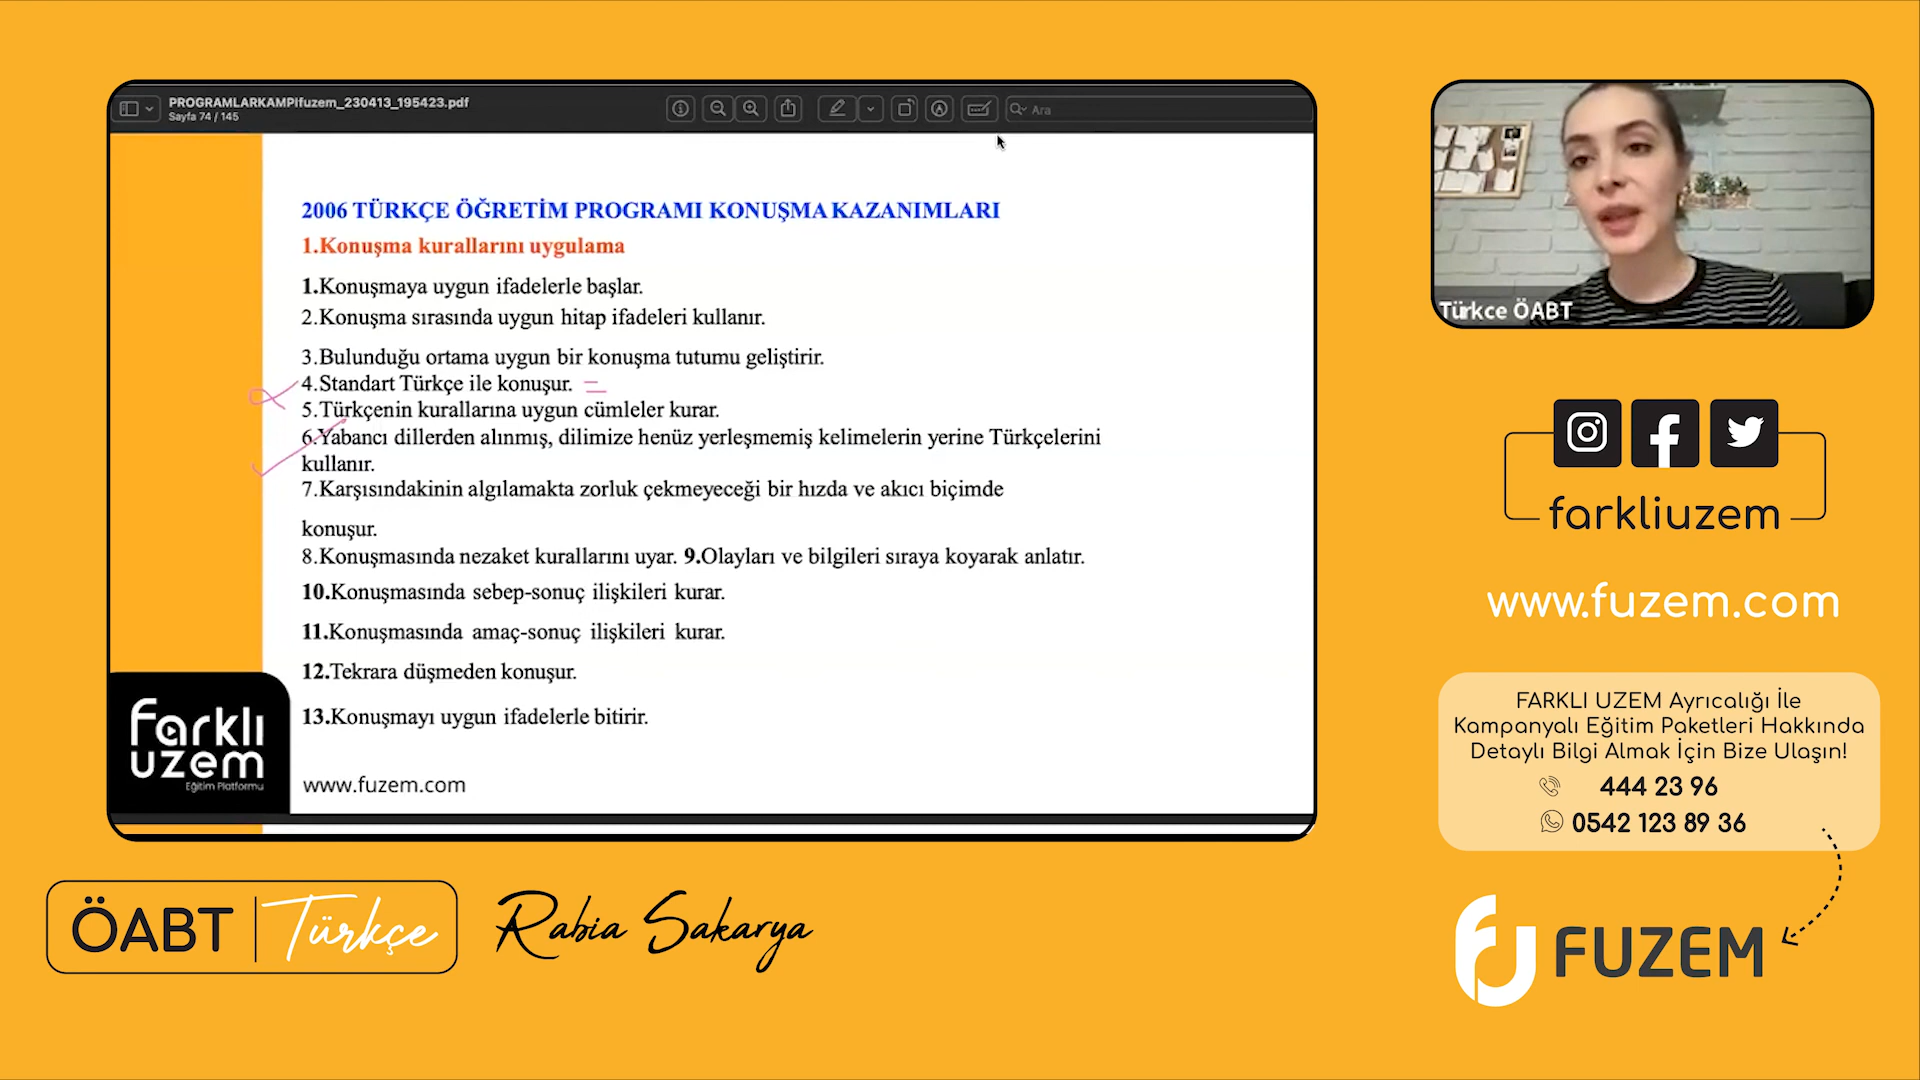 PROGRAMLARKAMPIfuzem_230413_195423.pdf
Sayfa 74 / 145
Ara
2006 TÜRKÇE ÖĞRETİM PROGRAMI KONUŞMA KAZANIMLARI
1.Konuşma kurallarını uygulama
1.Konuşmaya uygun ifadelerle başlar.
2.Konuşma sırasında uygun hitap ifadeleri kullanır.
3.Bulunduğu ortama uygun bir konuşma tutumu geliştirir.
4.Standart Türkçe ile konuşur.
5.Türkçenin kurallarına uygun cümleler kurar.
6.Yabancı dillerden alınmış, dilimize henüz yerleşmemiş kelimelerin yerine Türkçelerini
kullanır.
7.Karşısındakinin algılamakta zorluk çekmeyeceği bir hızda ve akıcı biçimde
konuşur.
8.Konuşmasında nezaket kurallarını uyar. 9.Olayları ve bilgileri sıraya koyarak anlatır.
10.Konuşmasında sebep-sonuç ilişkileri kurar.
11.Konuşmasında amaç-sonuç ilişkileri kurar.
12.Tekrara düşmeden konuşur.
13.Konuşmayı uygun ifadelerle bitirir.
www.fuzem.com
farklı
uzem
Eğitim Platformu
Türkce ÖABT
farkliuzem
www.fuzem.com
FARKLI UZEM Ayrıcalığı İle
Kampanyalı Eğitim Paketleri Hakkında
Detaylı Bilgi Almak İçin Bize Ulaşın!
444 23 96
0542 123 89 36
ÖABT Türkçe
Rabia Sakarya
FUZEM